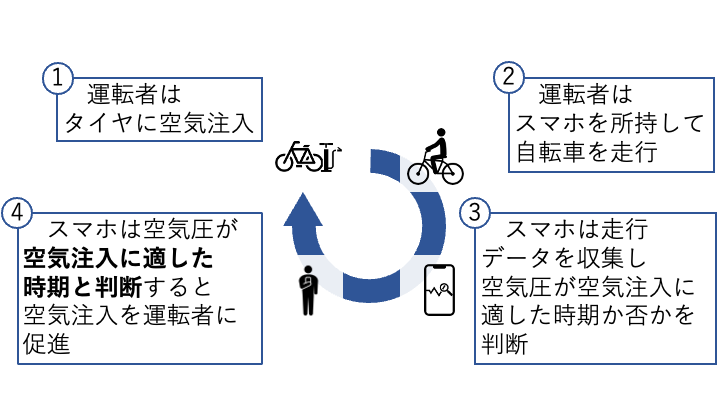 1
運転者は
タイヤに空気注入
2
運転者は
スマホを所持して
自転車を走行
3
スマホは走行
データを収集し
空気圧が空気注入に
適した時期か否かを
判断
4
スマホは空気圧が
空気注入に適した
時期と判断すると
空気注入を運転者に
促進